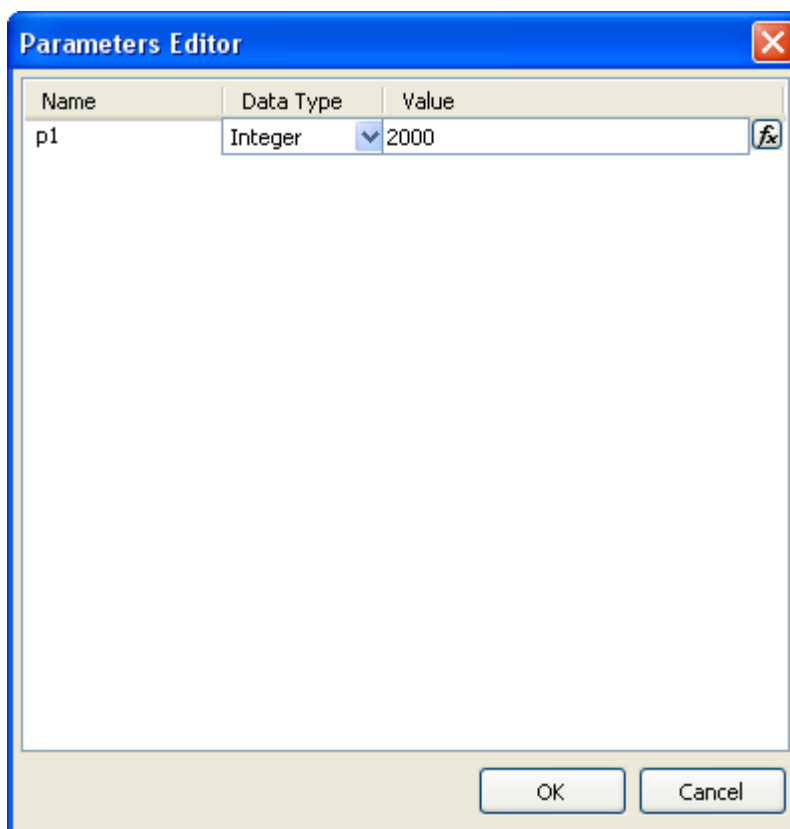 Parameters Editor
Name Data Type Value
p1 Integer 2000 fx
OK Cancel